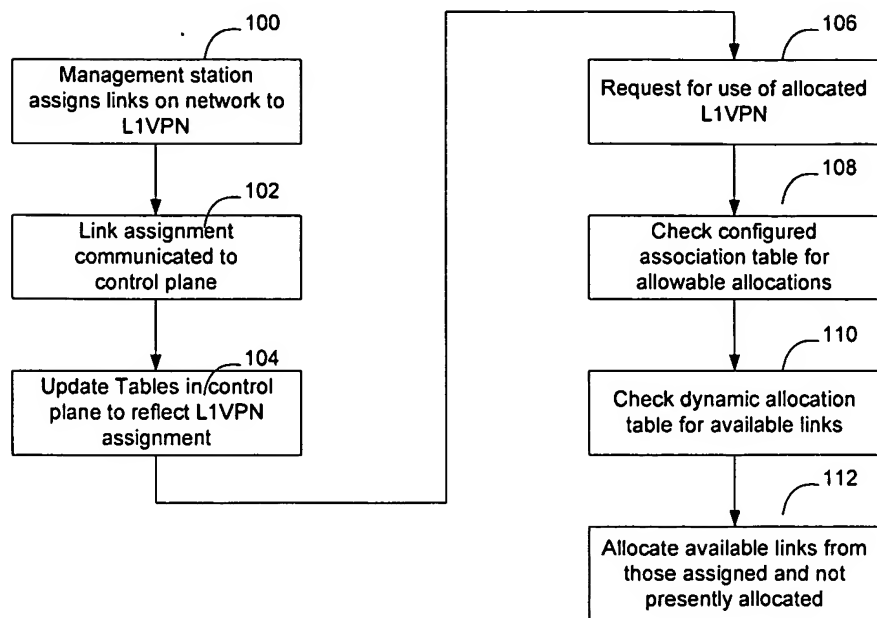 100
Management station
assigns links on network to
L1VPN
102
Link assignment
communicated to
control plane
104
Update Tables in control
plane to reflect L1VPN
assignment
106
Request for use of allocated
L1VPN
108
Check configured
association table for
allowable allocations
110
Check dynamic allocation
table for available links
112
Allocate available links from
those assigned and not
presently allocated